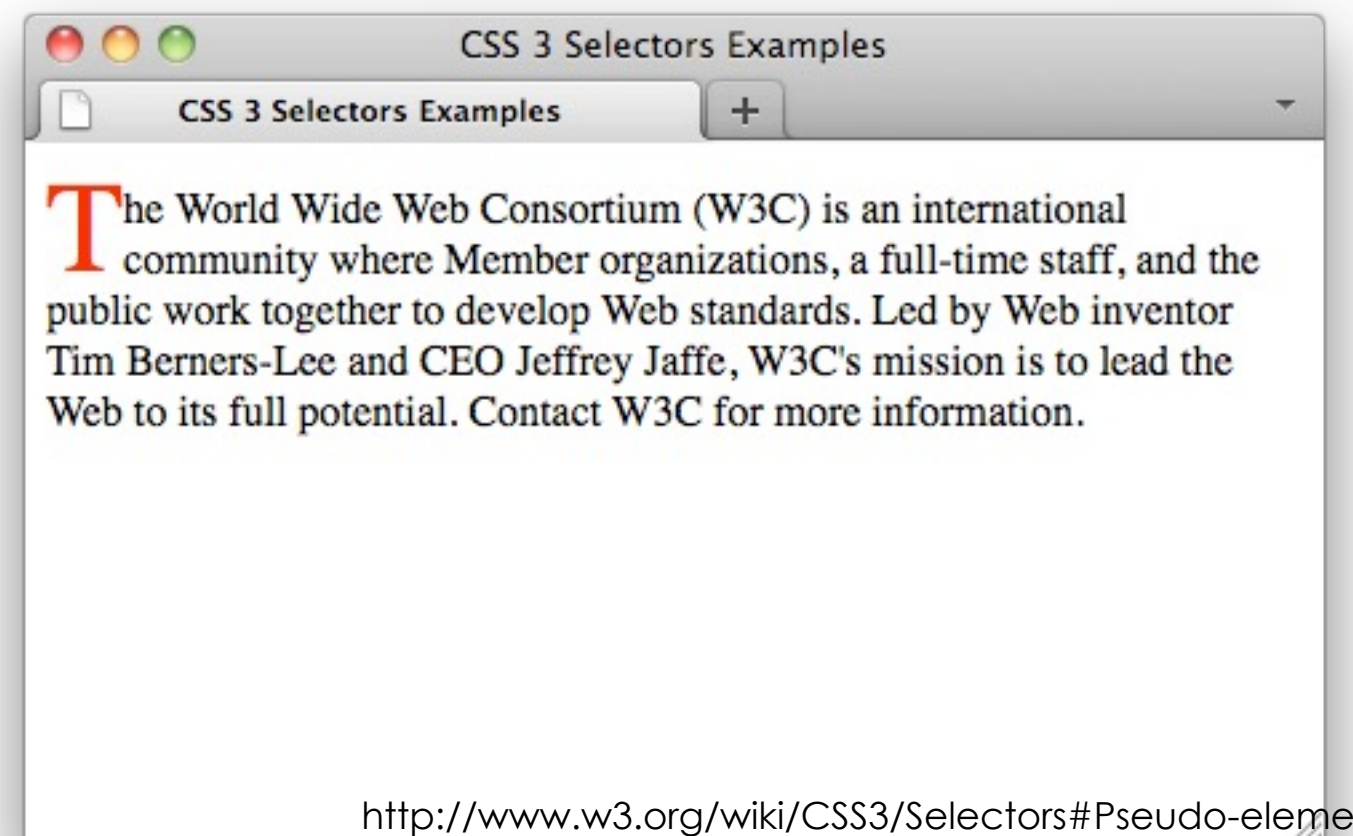 CSS 3 Selectors Examples
CSS 3 Selectors Examples +
The World Wide Web Consortium (W3C) is an international
community where Member organizations, a full-time staff, and the
public work together to develop Web standards. Led by Web inventor
Tim Berners-Lee and CEO Jeffrey Jaffe, W3C's mission is to lead the
Web to its full potential. Contact W3C for more information.
http://www.w3.org/wiki/CSS3/Selectors#Pseudo-eleme